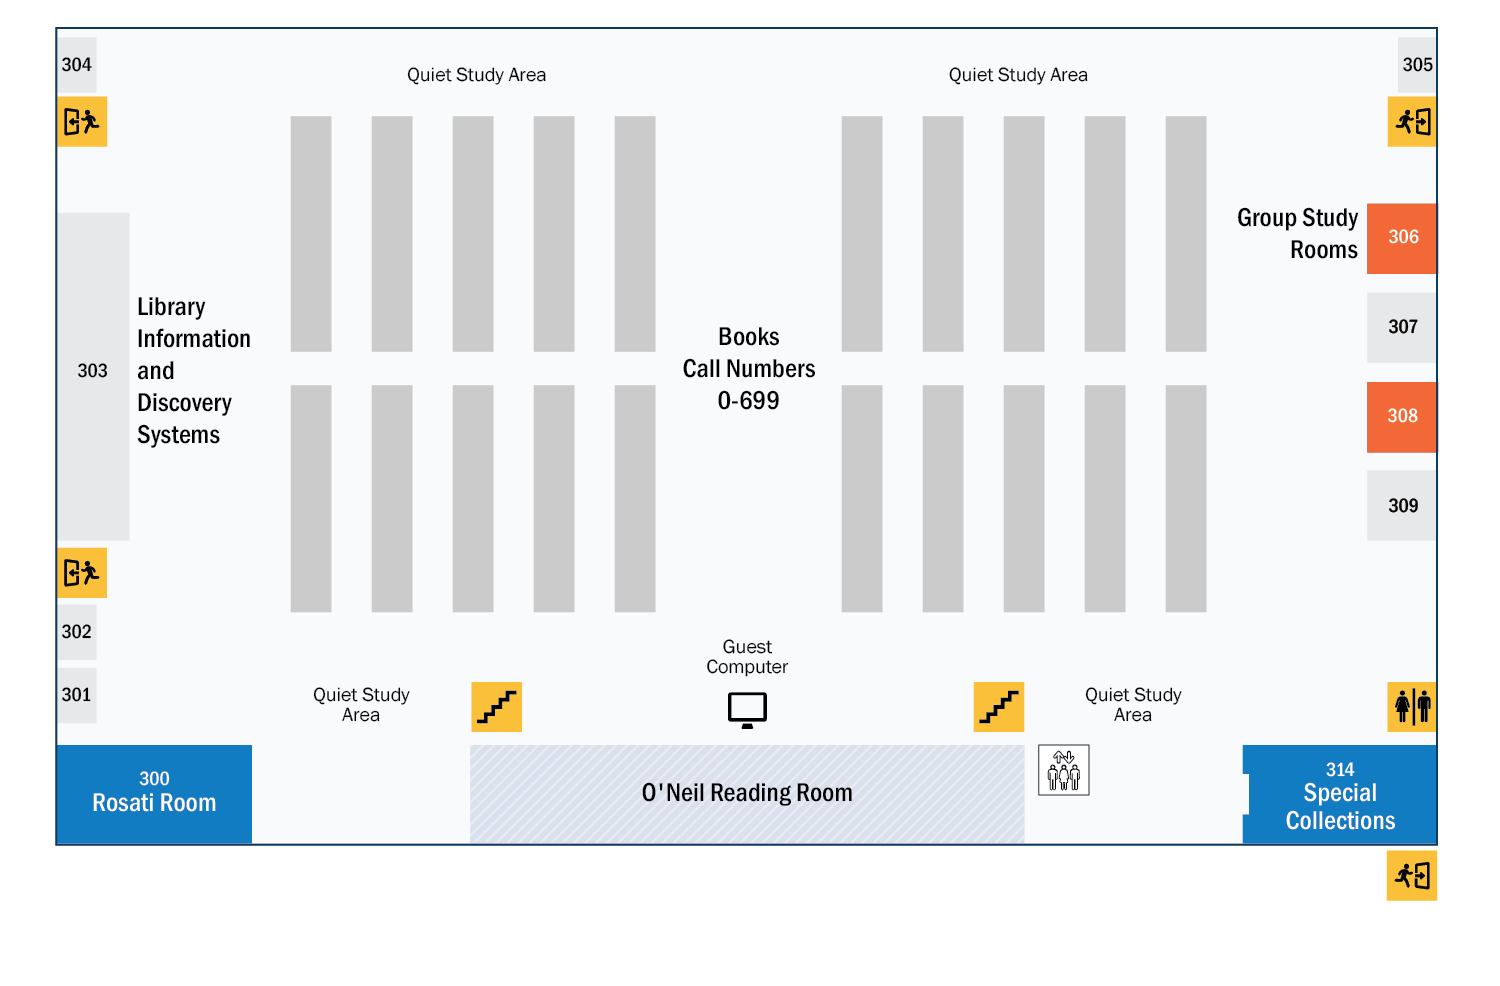 304
Quiet Study Area
Quiet Study Area
305
Group Study
Rooms
306
Library
Information
and
Discovery
Systems
303
Books
Call Numbers
0-699
307
308
309
302
301
Guest
Computer
Quiet Study
Area
Quiet Study
Area
300
Rosati Room
O'Neil Reading Room
314
Special
Collections